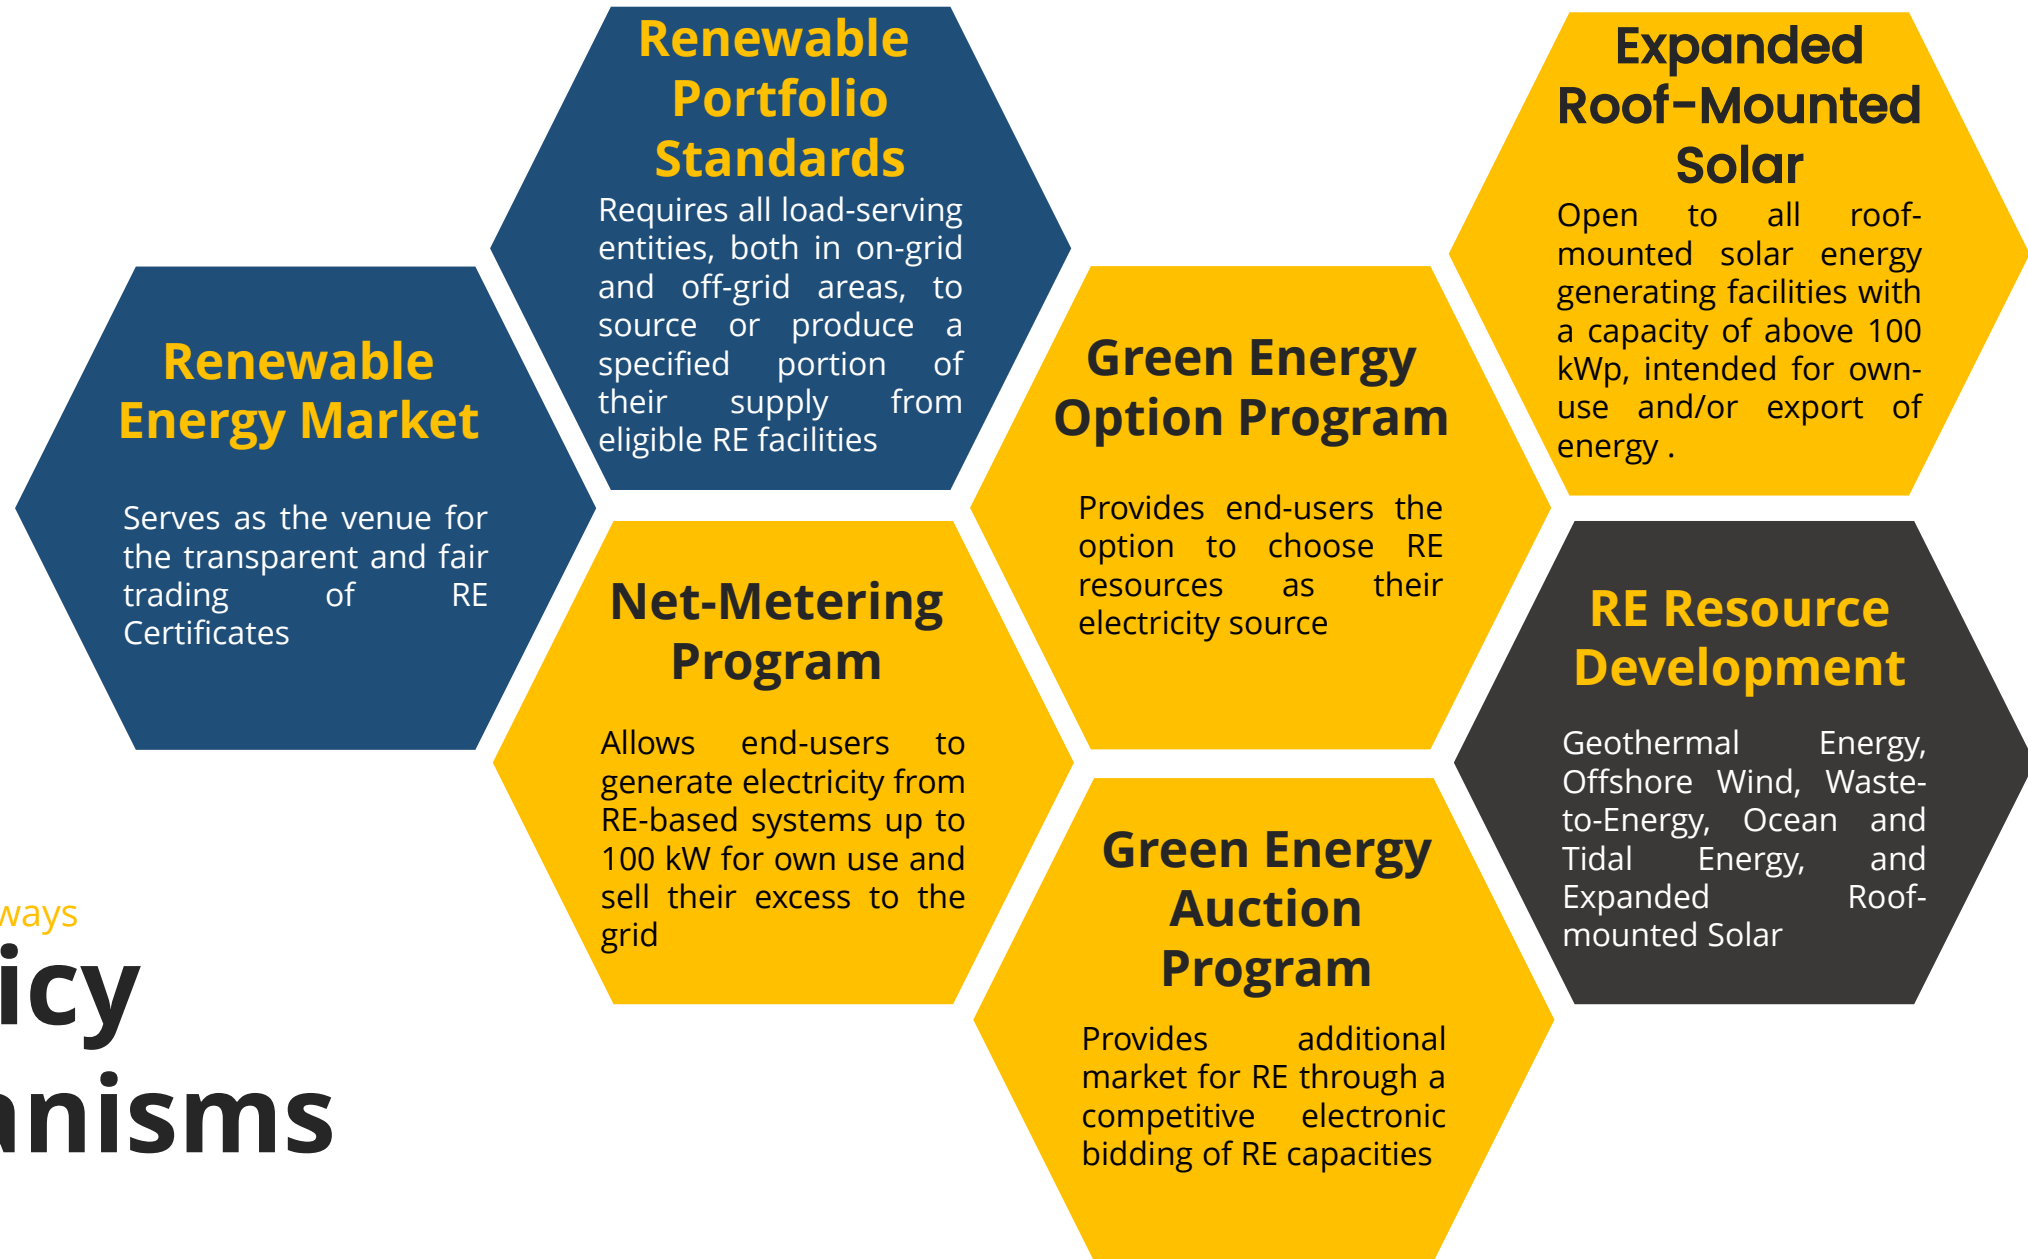 Renewable
Portfolio
Standards
Requires all load-serving
entities, both in on-grid
and off-grid areas, to
source or produce a
specified portion of
their supply from
eligible RE facilities
Expanded
Roof-Mounted
Solar
Open to all roof-
mounted solar energy
generating facilities with
a capacity of above 100
kWp, intended for own-
use and/or export of
energy .
Renewable
Energy Market
Serves as the venue for
the transparent and fair
trading of RE
Certificates
Green Energy
Option Program
Provides end-users the
option to choose RE
resources as their
electricity source
Net-Metering
Program
Allows end-users to
generate electricity from
RE-based systems up to
100 kW for own use and
sell their excess to the
grid
RE Resource
Development
Geothermal Energy,
Offshore Wind, Waste-
to-Energy, Ocean and
Tidal Energy, and
Expanded Roof-
mounted Solar
Green Energy
Auction
Program
Provides additional
market for RE through a
competitive electronic
bidding of RE capacities
ways
icy
anisms